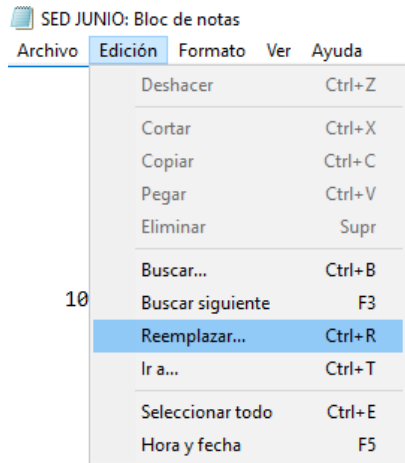 SED JUNIO: Bloc de notas
Archivo Edición Formato Ver Ayuda
Deshacer Ctrl+Z
Cortar Ctrl+X
Copiar Ctrl+C
Pegar Ctrl+V
Eliminar Supr
Buscar... Ctrl+B
10 Buscar siguiente F3
Reemplazar... Ctrl+R
Ir a... Ctrl+T
Seleccionar todo Ctrl+E
Hora y fecha F5